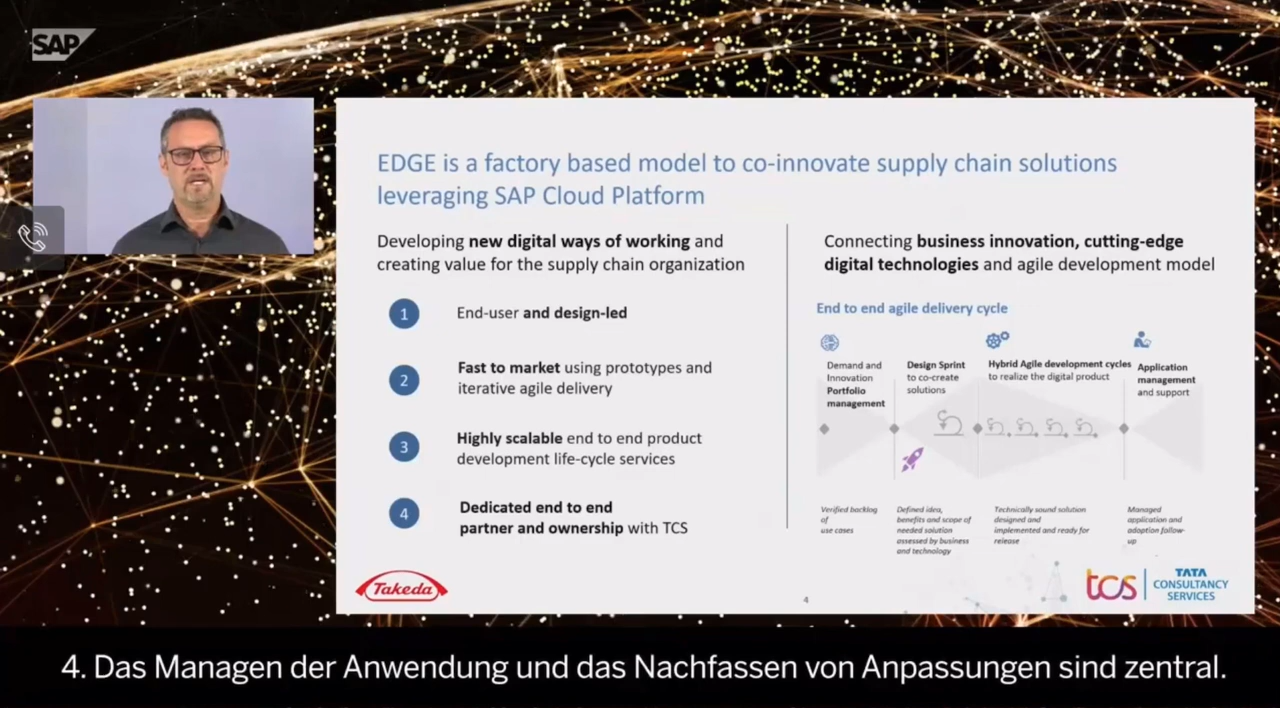 SAP
EDGE is a factory based model to co-innovate supply chain solutions
leveraging SAP Cloud Platform
Developing new digital ways of working and
creating value for the supply chain organization
1
End-user and design-led
2
Fast to market using prototypes and
iterative agile delivery
3
Highly scalable end to end product
development life-cycle services
4
Dedicated end to end
partner and ownership with TCS
Connecting business innovation, cutting-edge
digital technologies and agile development model
End to end agile delivery cycle
Demand and
Innovation
Portfolio
management
Design Sprint
to co-create
solutions
Hybrid Agile development cycles
to realize the digital product
Application
management
and support
Verified backlog
of
use cases
Defined idea,
benefits and scope of
needed solution
assessed by business
and technology
Technically sound solution
designed and
implemented and ready for
release
Managed
application and
adoption follow-
up
Takeda
4
tcs
TATA
CONSULTANCY
SERVICES
4. Das Managen der Anwendung und das Nachfassen von Anpassungen sind zentral.